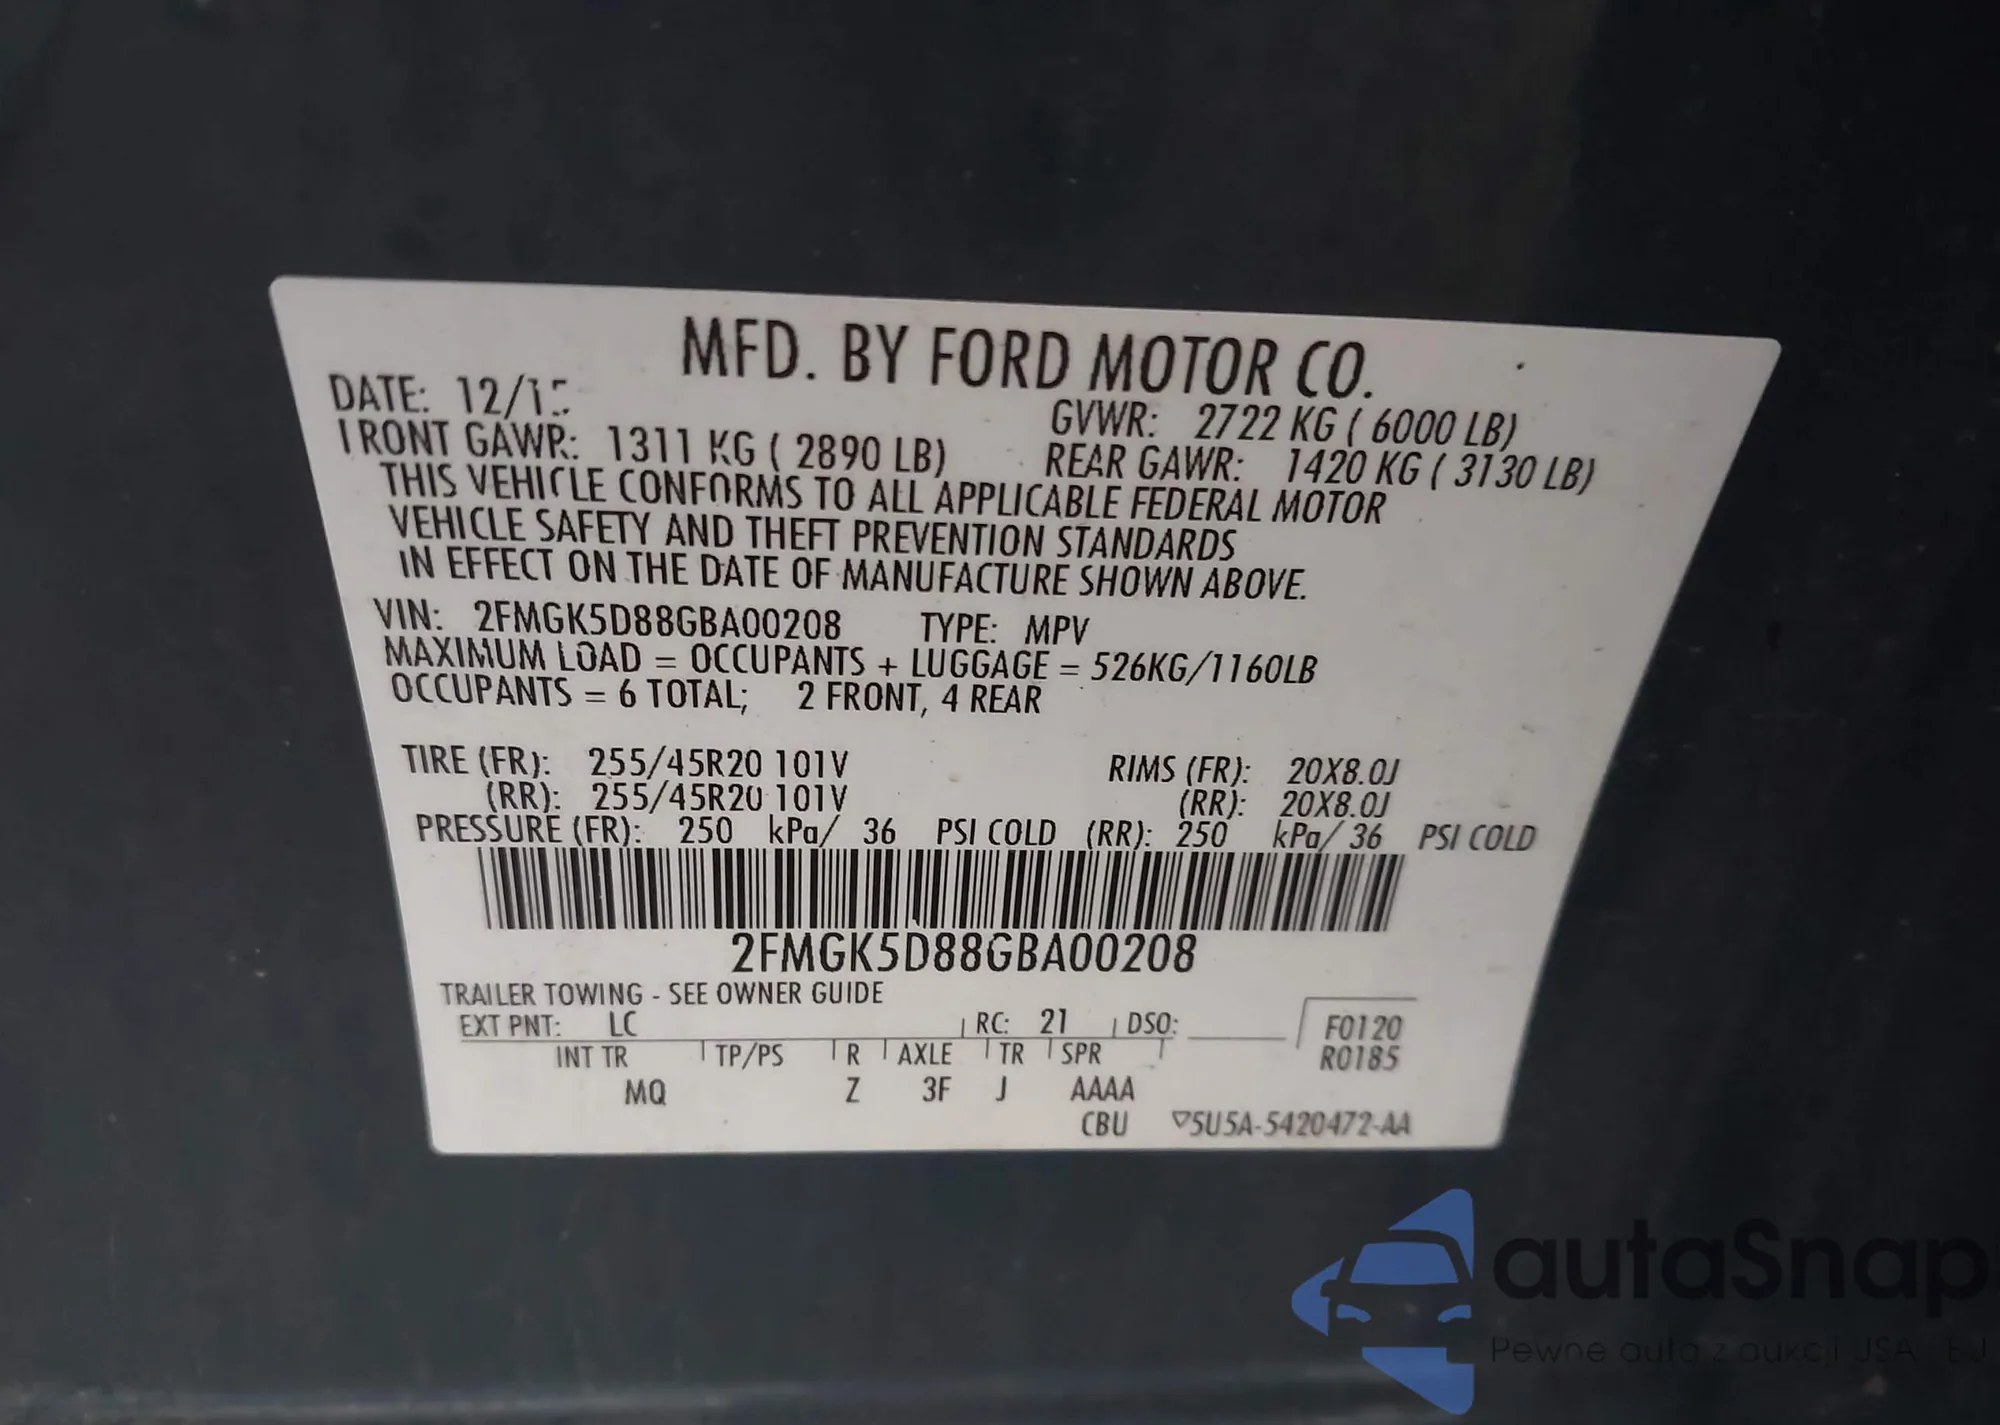 MFD. BY FORD MOTOR CO.
DATE: 12/15
GVWR: 2722 KG ( 6000 LB)
FRONT GAWR: 1311 KG ( 2890 LB)
REAR GAWR: 1420 KG ( 3130 LB)
THIS VEHICLE CONFORMS TO ALL APPLICABLE FEDERAL MOTOR
VEHICLE SAFETY AND THEFT PREVENTION STANDARDS
IN EFFECT ON THE DATE OF MANUFACTURE SHOWN ABOVE.
VIN: 2FMGK5D88GBA00208 TYPE: MPV
MAXIMUM LOAD = OCCUPANTS + LUGGAGE = 526KG/1160LB
OCCUPANTS = 6 TOTAL; 2 FRONT, 4 REAR
TIRE (FR): 255/45R20 101V RIMS (FR): 20X8.0J
(RR): 255/45R20 101V (RR): 20X8.0J
PRESSURE (FR): 250 kPa/ 36 PSI COLD (RR): 250 kPa/ 36 PSI COLD
2FMGK5D88GBA00208
TRAILER TOWING - SEE OWNER GUIDE
EXT PNT: LC RC: 21 DSO: F0120
INT TR TP/PS R AXLE TR SPR R0185
MQ Z 3F J AAAA
CBU ▽5U5A-5420472-AA
autaSnap
Pewne auta z aukcji USA